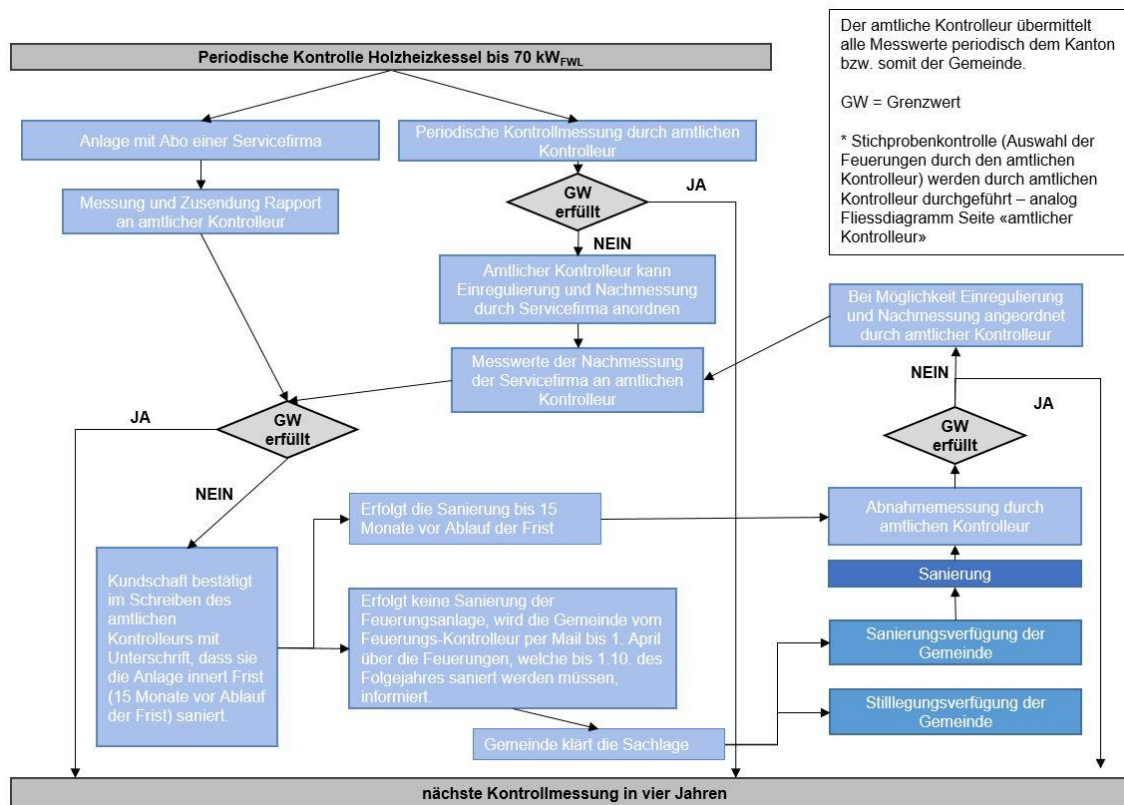 Periodische Kontrolle Holzheizkessel bis 70 kWFWL
Der amtliche Kontrolleur übermittelt
alle Messwerte periodisch dem Kanton
bzw. somit der Gemeinde.
GW = Grenzwert
* Stichprobenkontrolle (Auswahl der
Feuerungen durch den amtlichen
Kontrolleur) werden durch amtlichen
Kontrolleur durchgeführt – analog
Fliessdiagramm Seite «amtlicher
Kontrolleur»
Anlage mit Abo einer Servicefirma
Periodische Kontrollmessung durch amtlichen
Kontrolleur
Messung und Zusendung Rapport
an amtlicher Kontrolleur
GW
erfüllt
JA
NEIN
Amtlicher Kontrolleur kann
Einregulierung und Nachmessung
durch Servicefirma anordnen
Bei Möglichkeit Einregulierung
und Nachmessung angeordnet
durch amtlicher Kontrolleur
Messwerte der Nachmessung
der Servicefirma an amtlichen
Kontrolleur
NEIN
JA
GW
erfüllt
JA
GW
erfüllt
NEIN
Erfolgt die Sanierung bis 15
Monate vor Ablauf der Frist
Abnahmemessung durch
amtlichen Kontrolleur
Sanierung
Kundschaft bestätigt
im Schreiben des
amtlichen
Kontrolleurs mit
Unterschrift, dass sie
die Anlage innert Frist
(15 Monate vor Ablauf
der Frist) saniert.
Erfolgt keine Sanierung der
Feuerungsanlage, wird die Gemeinde vom
Feuerungs-Kontrolleur per Mail bis 1. April
über die Feuerungen, welche bis 1.10. des
Folgejahres saniert werden müssen,
informiert.
Sanierungsverfügung der
Gemeinde
Stilllegungsverfügung der
Gemeinde
Gemeinde klärt die Sachlage
nächste Kontrollmessung in vier Jahren